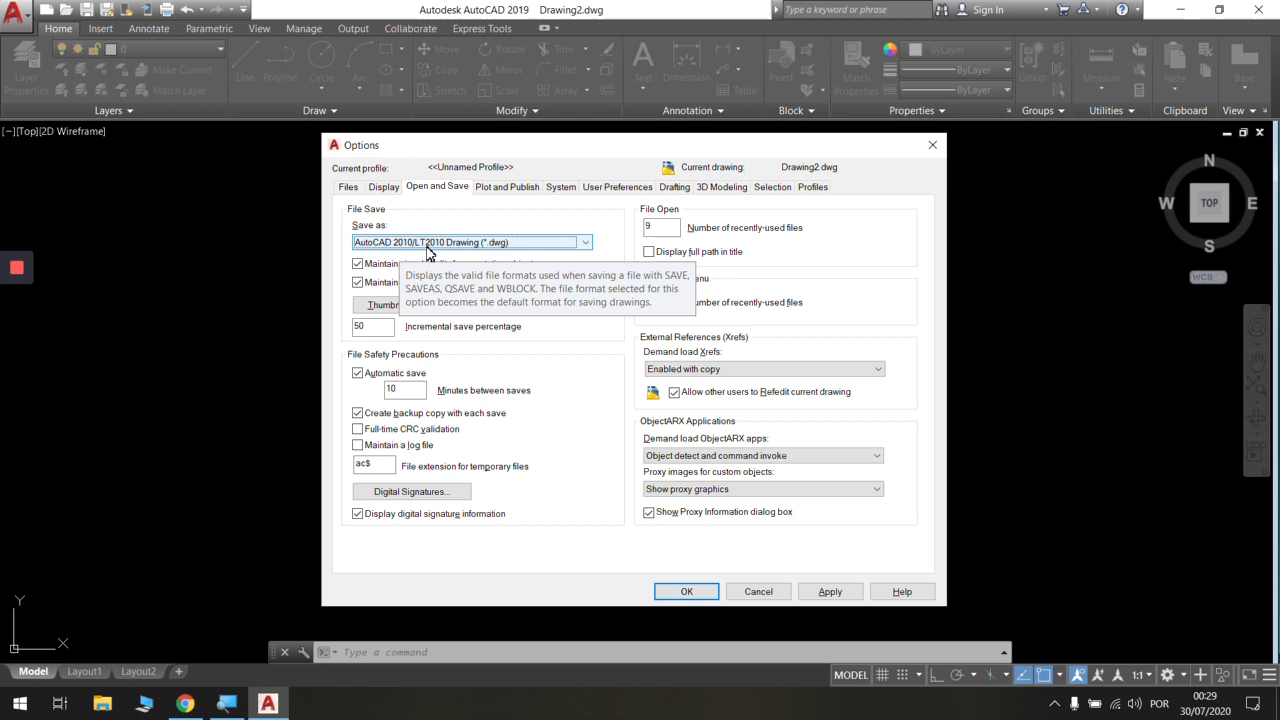 Autodesk AutoCAD 2019 Drawing2.dwg
Type a keyword or phrase
Sign In
Home Insert Annotate Parametric View Manage Output Collaborate Express Tools
Layer Properties
0
Make Current
Match Layer
Line Polyline Circle Arc
Move Rotate Trim
Copy Mirror Fillet
Stretch Scale Array
Text Dimension
Table
Insert
Match Properties
ByLayer
ByLayer
ByLayer
Group
Measure
Paste
Base
Layers Draw Modify Annotation Block Properties Groups Utilities Clipboard View
[−][Top][2D Wireframe]
N
W TOP E
S
WCS
Options
Current profile: <<Unnamed Profile>> Current drawing: Drawing2.dwg
Files Display Open and Save Plot and Publish System User Preferences Drafting 3D Modeling Selection Profiles
File Save
Save as:
AutoCAD 2010/LT2010 Drawing (*.dwg)
Maintain
Maintain
Displays the valid file formats used when saving a file with SAVE,
SAVEAS, QSAVE and WBLOCK. The file format selected for this
option becomes the default format for saving drawings.
50 Incremental save percentage
File Safety Precautions
Automatic save
10 Minutes between saves
Create backup copy with each save
Full-time CRC validation
Maintain a log file
ac$ File extension for temporary files
Digital Signatures...
Display digital signature information
File Open
9 Number of recently-used files
Display full path in title
of recently-used files
External References (Xrefs)
Demand load Xrefs:
Enabled with copy
Allow other users to Refedit current drawing
ObjectARX Applications
Demand load ObjectARX apps:
Object detect and command invoke
Proxy images for custom objects:
Show proxy graphics
Show Proxy Information dialog box
OK Cancel Apply Help
Y
X
Type a command
Model Layout1 Layout2 +
MODEL 1:1
POR
00:29
30/07/2020